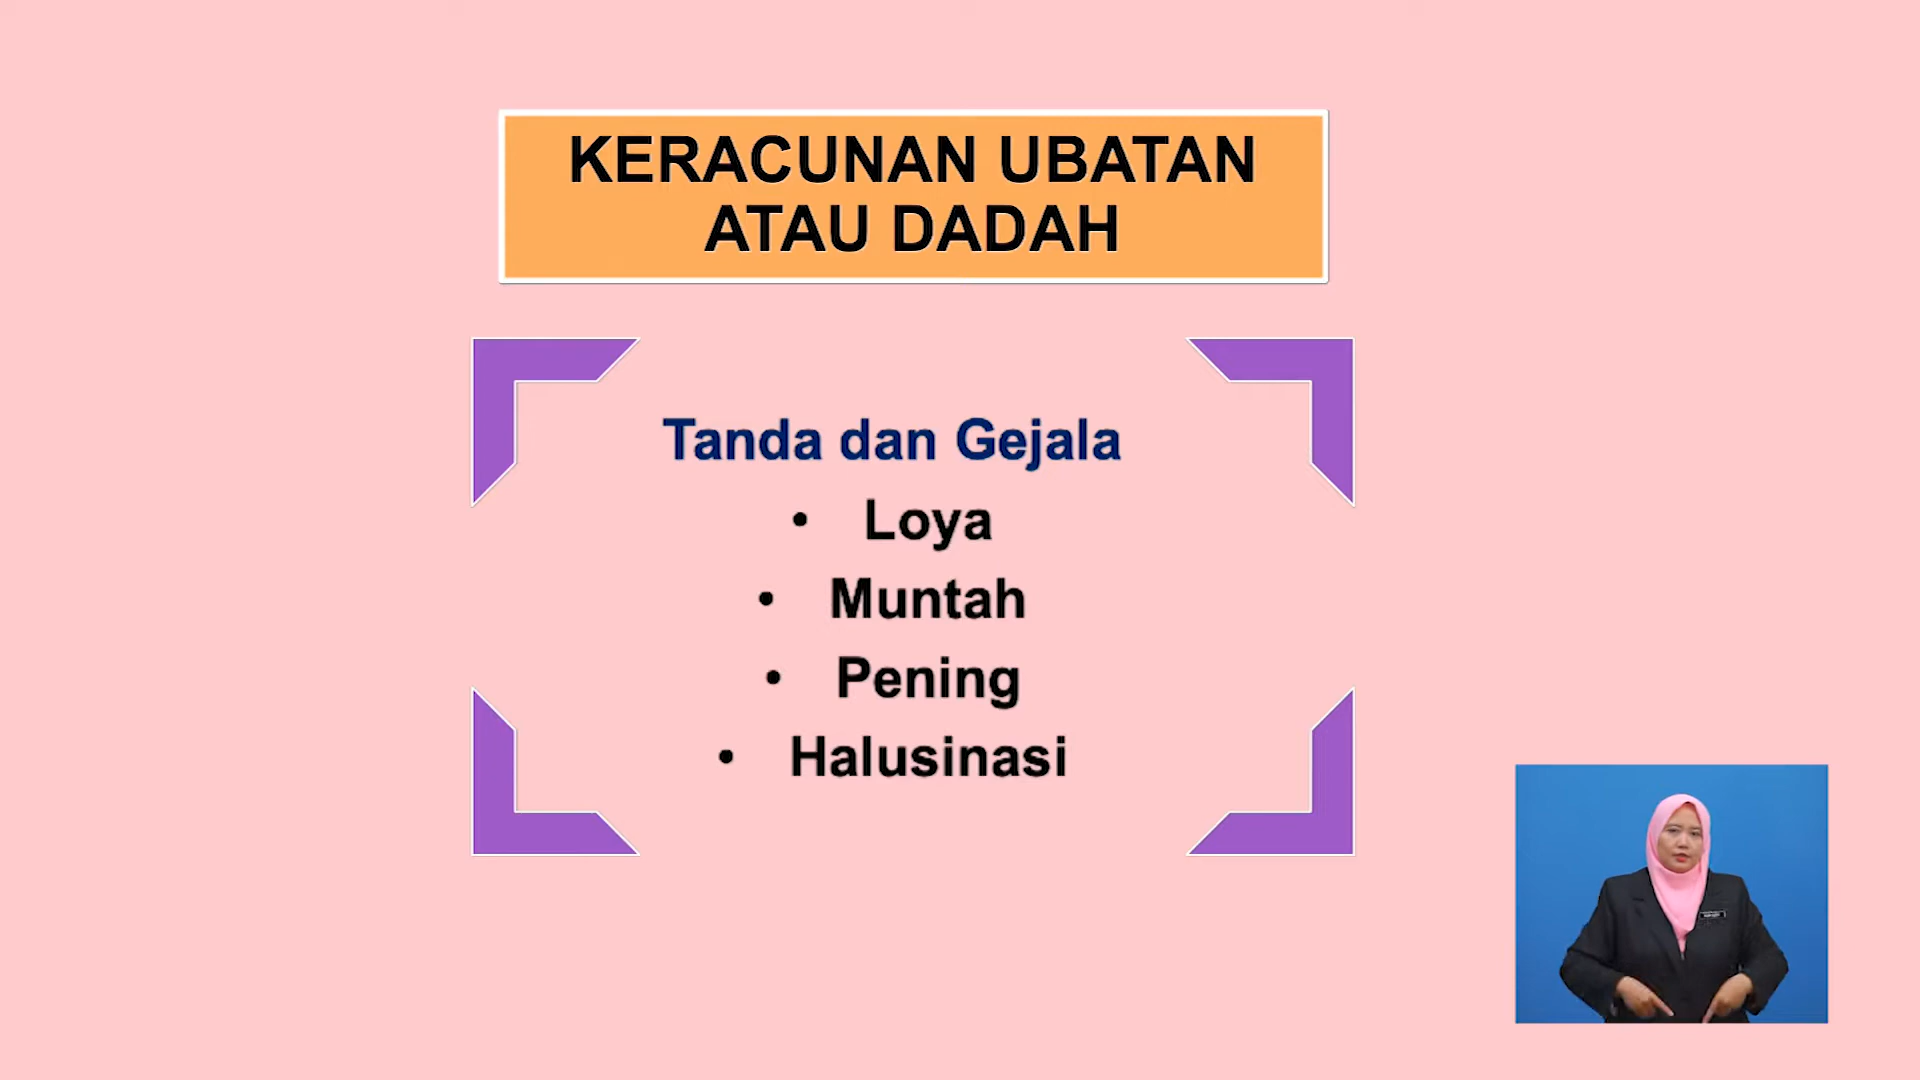 KERACUNAN UBATAN
ATAU DADAH
Tanda dan Gejala
• Loya
• Muntah
• Pening
• Halusinasi